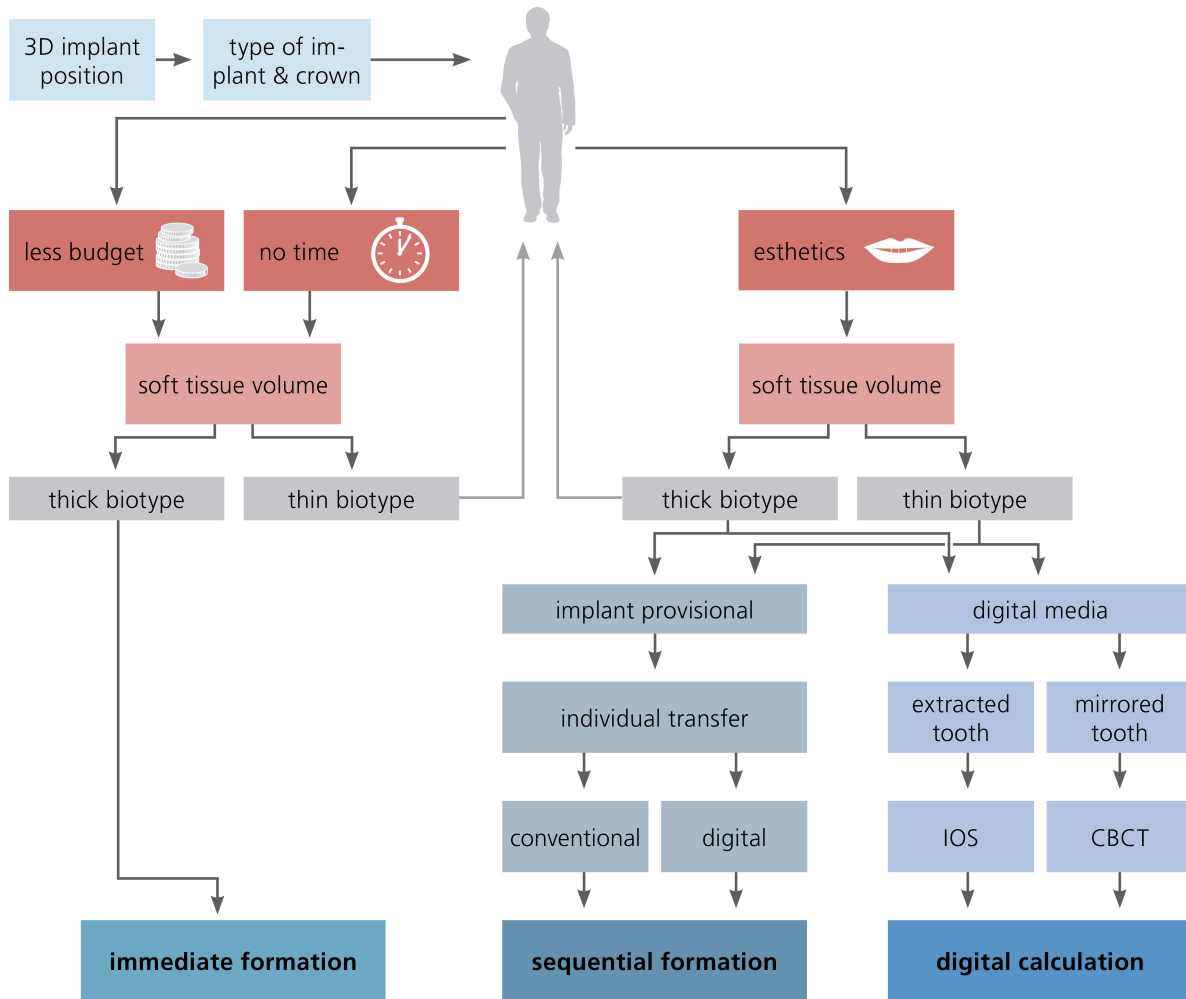 3D implant
position
type of im-
plant & crown
less budget
no time
esthetics
soft tissue volume
soft tissue volume
thick biotype
thin biotype
thick biotype
thin biotype
implant provisional
digital media
individual transfer
extracted
tooth
mirrored
tooth
conventional
digital
IOS
CBCT
immediate formation
sequential formation
digital calculation